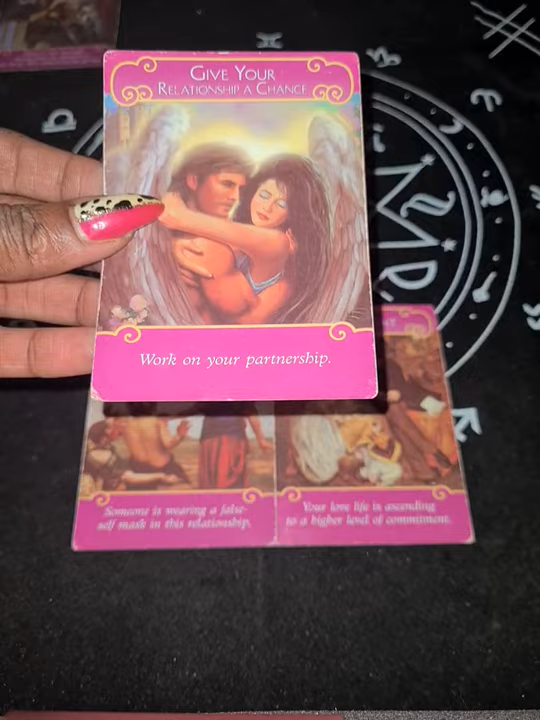 GIVE YOUR
RELATIONSHIP A CHANCE
Work on your partnership.
Someone is wearing a false-
self mask in this relationship.
Your love life is ascending
to a higher level of commitment.